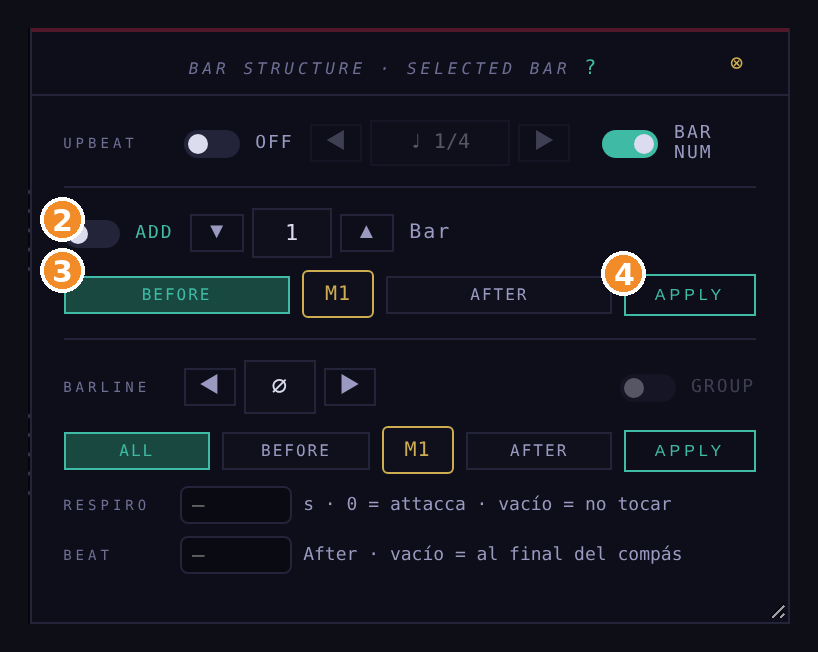 BAR STRUCTURE · SELECTED BAR ?
UPBEAT OFF ◀ ♩ 1/4 ▶ BAR NUM
2 ADD ▼ 1 ▲ Bar
3 BEFORE M1 AFTER 4 APPLY
BARLINE ◀ ∅ ▶ GROUP
ALL BEFORE M1 AFTER APPLY
RESPIRO — s · 0 = attacca · vacío = no tocar
BEAT — After · vacío = al final del compás